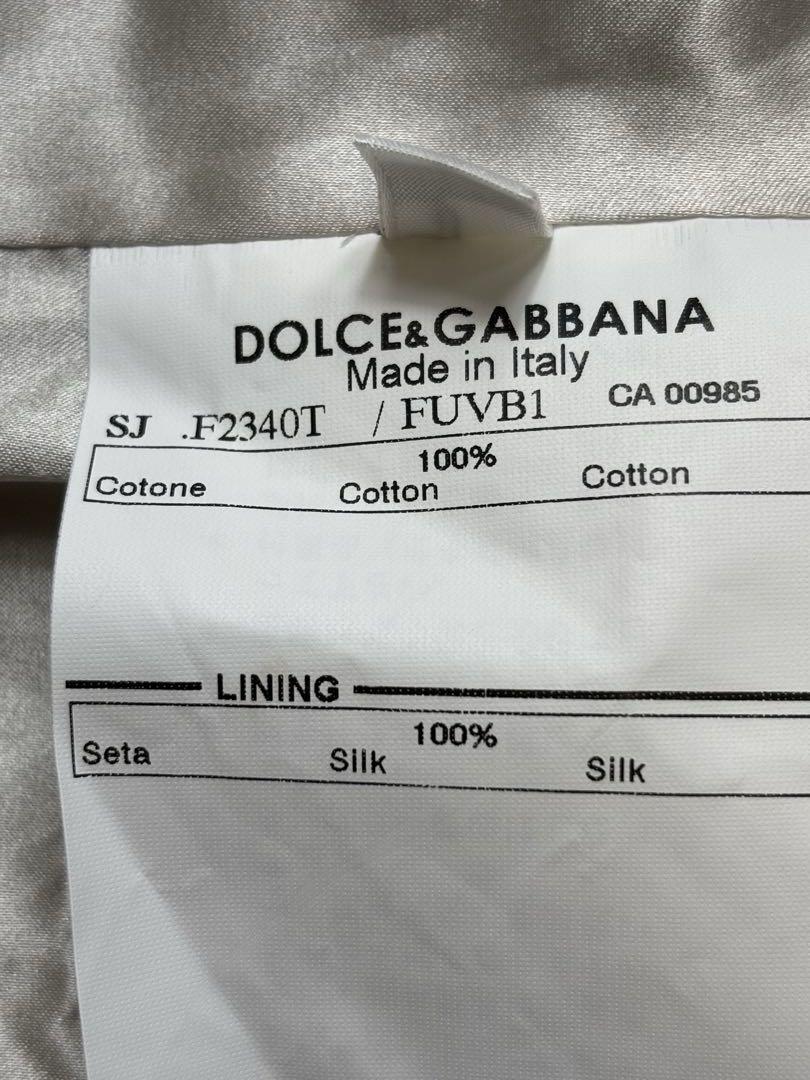 DOLCE&GABBANA
Made in Italy
SJ .F2340T / FUVB1 CA 00985
100%
Cotone Cotton Cotton
LINING
100%
Seta Silk Silk